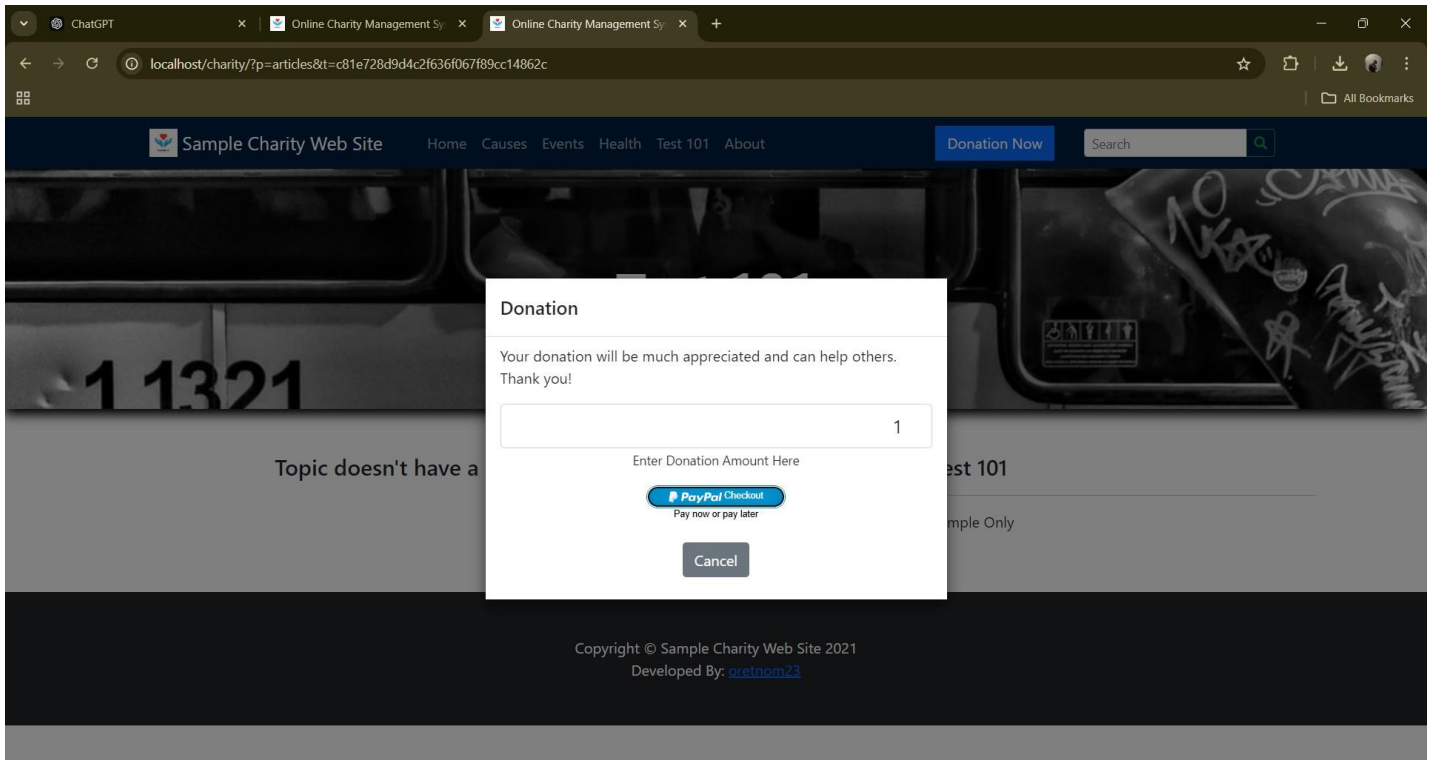 ChatGPT
Online Charity Management Sy
Online Charity Management Sy
localhost/charity/?p=articles&t=c81e728d9d4c2f636f067f89cc14862c
All Bookmarks
Sample Charity Web Site Home Causes Events Health Test 101 About Donation Now Search
1 1321
Donation
Your donation will be much appreciated and can help others.
Thank you!
1
Enter Donation Amount Here
PayPal Checkout
Pay now or pay later
Cancel
Topic doesn't have a
est 101
mple Only
Copyright © Sample Charity Web Site 2021
Developed By: oretnom23